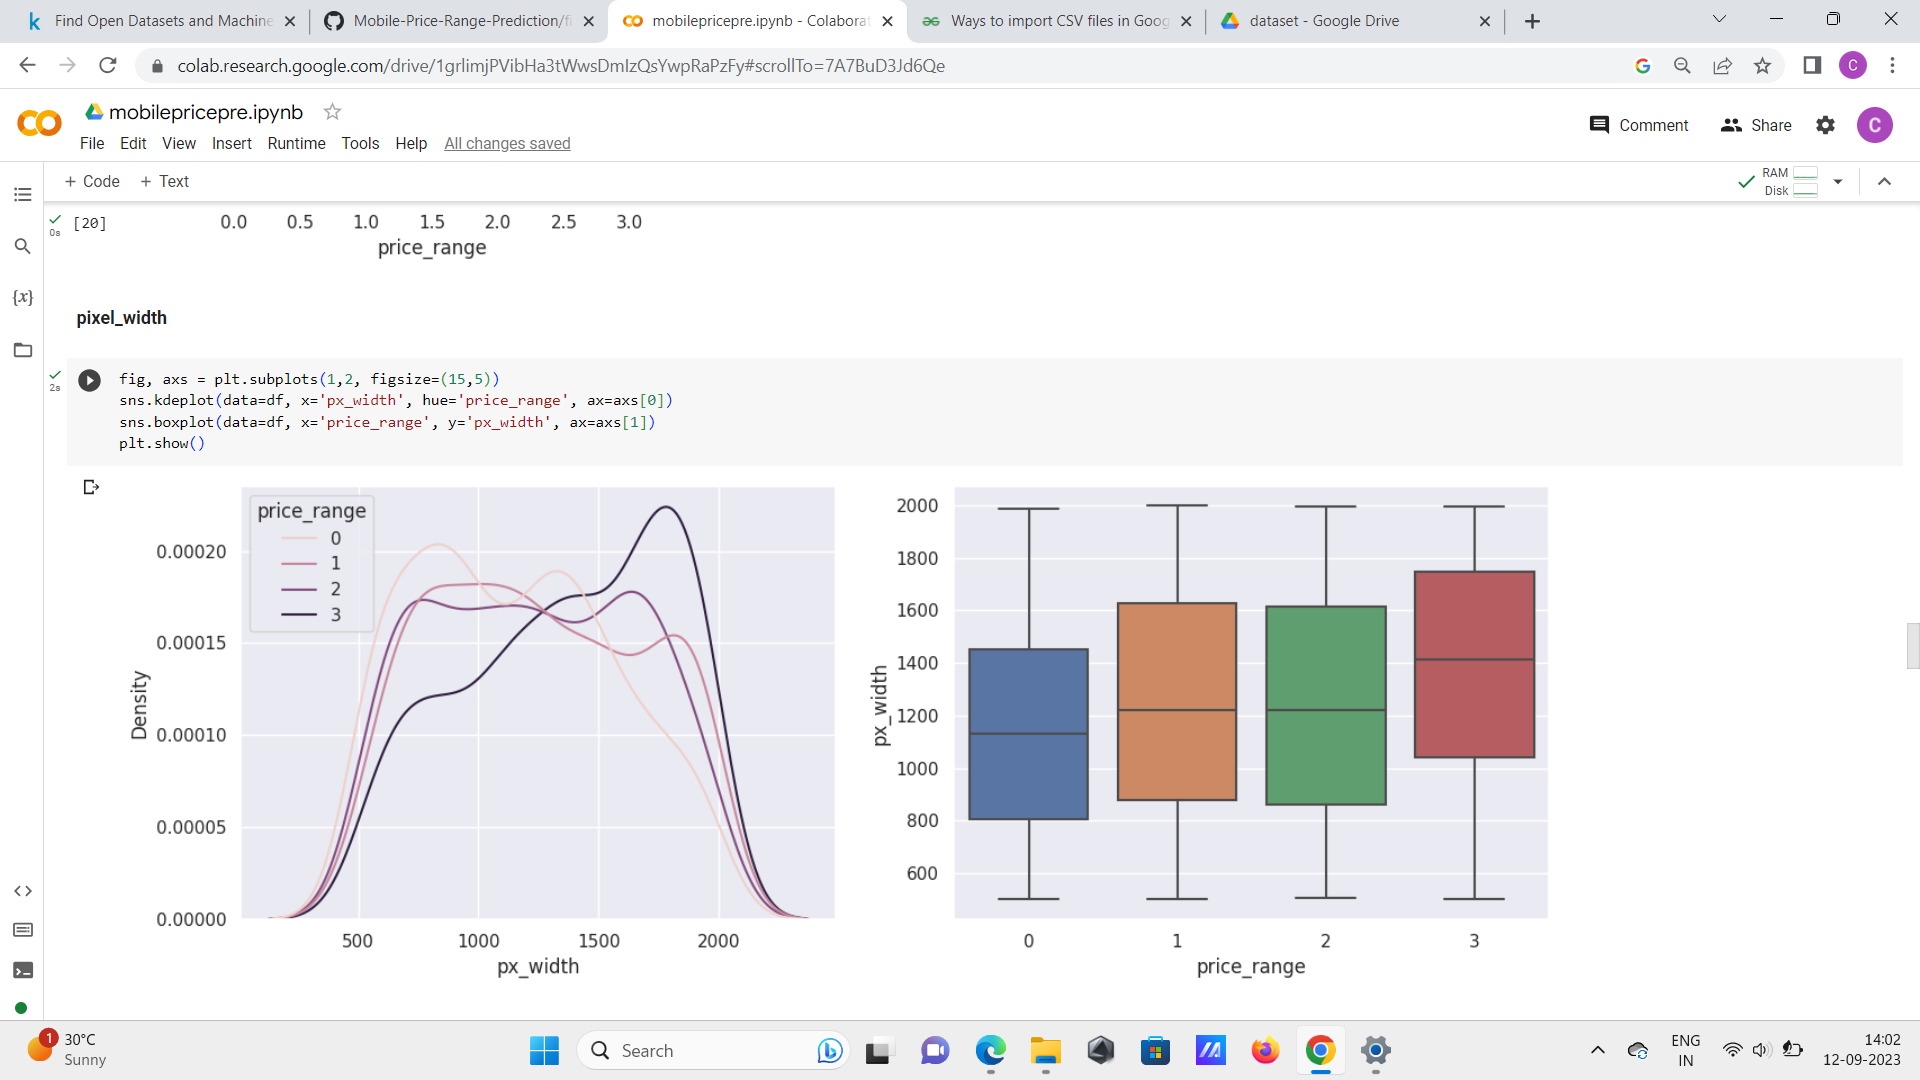 Find Open Datasets and Machine
Mobile-Price-Range-Prediction/fi
mobilepricepre.ipynb - Colaborat
Ways to import CSV files in Goog
dataset - Google Drive
colab.research.google.com/drive/1grlimjPVibHa3tWwsDmIzQsYwpRaPzFy#scrollTo=7A7BuD3Jd6Qe
C
mobilepricepre.ipynb
File Edit View Insert Runtime Tools Help All changes saved
Comment Share C
+ Code + Text
RAM
Disk
[20]
0s
0.0 0.5 1.0 1.5 2.0 2.5 3.0
price_range
{x}
pixel_width
2s
fig, axs = plt.subplots(1,2, figsize=(15,5))
sns.kdeplot(data=df, x='px_width', hue='price_range', ax=axs[0])
sns.boxplot(data=df, x='price_range', y='px_width', ax=axs[1])
plt.show()
price_range
0
1
2
3
0.00020
0.00015
0.00010
0.00005
0.00000
Density
500 1000 1500 2000
px_width
2000
1800
1600
1400
1200
1000
800
600
px_width
0 1 2 3
price_range
1
30°C
Sunny
Search
ENG
IN
14:02
12-09-2023